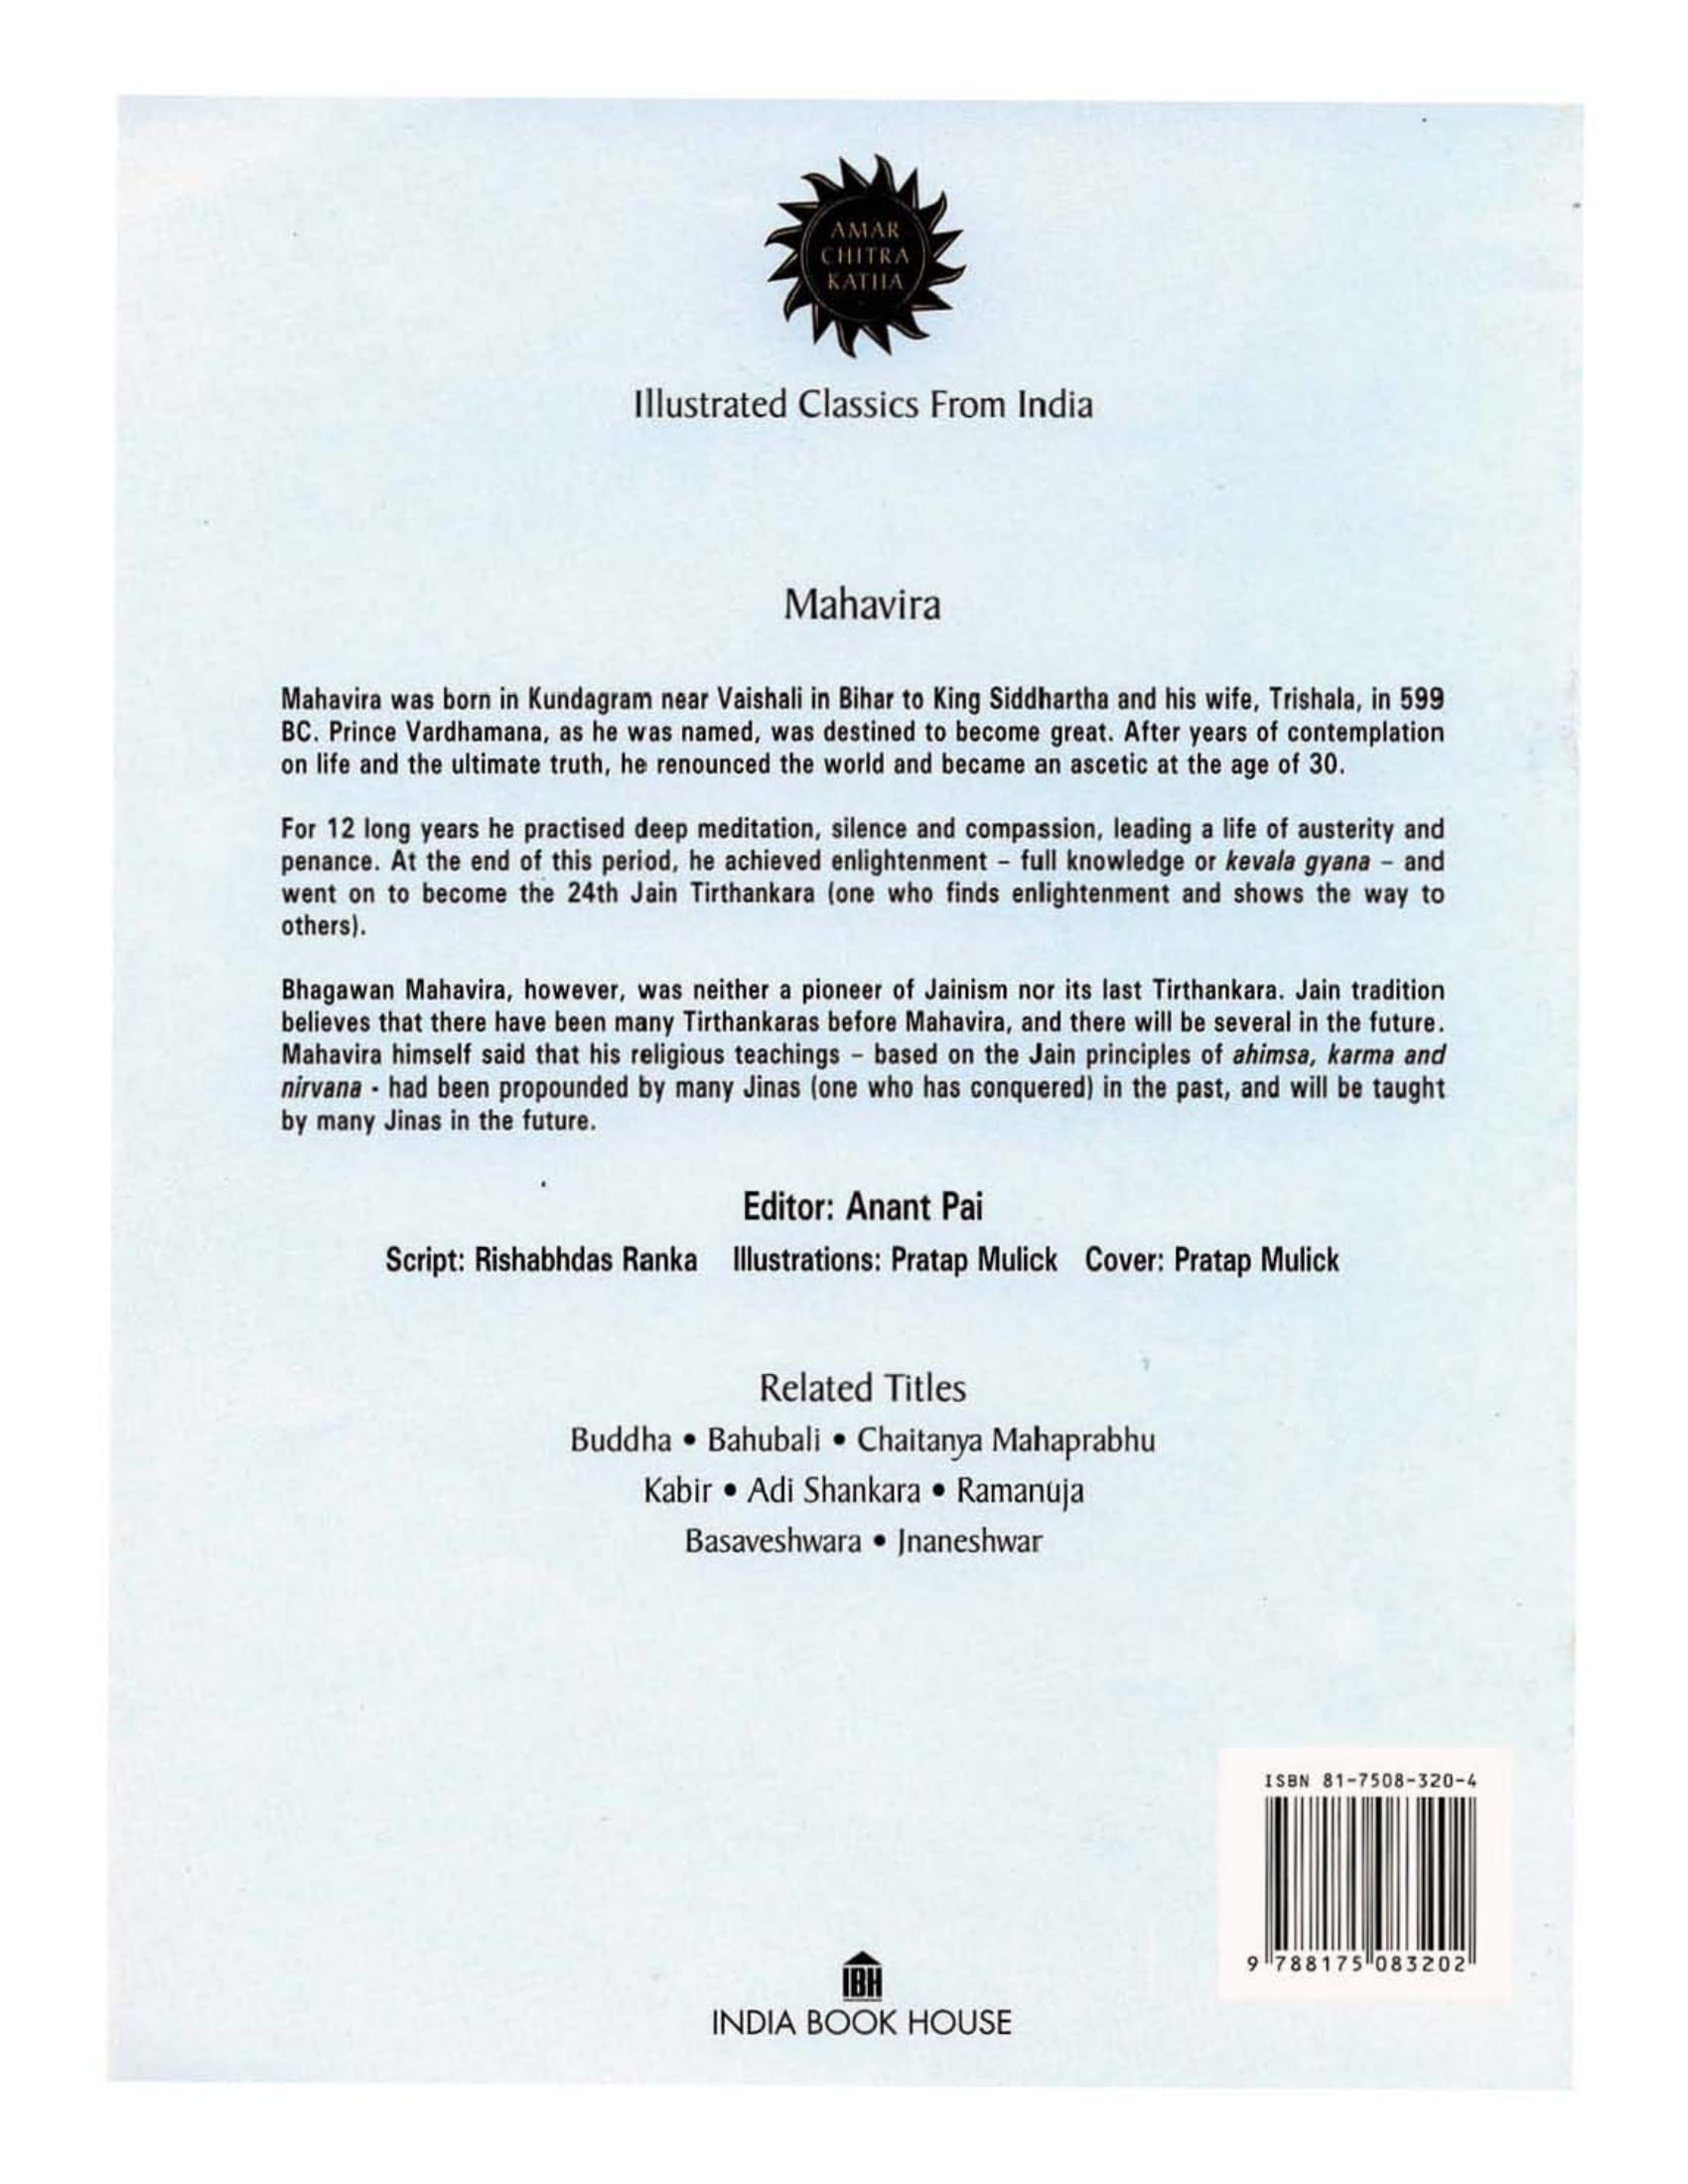 AMAR
CHITRA
KATHA
Illustrated Classics From India
Mahavira
Mahavira was born in Kundagram near Vaishali in Bihar to King Siddhartha and his wife, Trishala, in 599
BC. Prince Vardhamana, as he was named, was destined to become great. After years of contemplation
on life and the ultimate truth, he renounced the world and became an ascetic at the age of 30.
For 12 long years he practised deep meditation, silence and compassion, leading a life of austerity and
penance. At the end of this period, he achieved enlightenment – full knowledge or kevala gyana – and
went on to become the 24th Jain Tirthankara (one who finds enlightenment and shows the way to
others).
Bhagawan Mahavira, however, was neither a pioneer of Jainism nor its last Tirthankara. Jain tradition
believes that there have been many Tirthankaras before Mahavira, and there will be several in the future.
Mahavira himself said that his religious teachings – based on the Jain principles of ahimsa, karma and
nirvana - had been propounded by many Jinas (one who has conquered) in the past, and will be taught
by many Jinas in the future.
Editor: Anant Pai
Script: Rishabhdas Ranka Illustrations: Pratap Mulick Cover: Pratap Mulick
Related Titles
Buddha • Bahubali • Chaitanya Mahaprabhu
Kabir • Adi Shankara • Ramanuja
Basaveshwara • Jnaneshwar
ISBN 81-7508-320-4
9 788175 083202
IBH
INDIA BOOK HOUSE